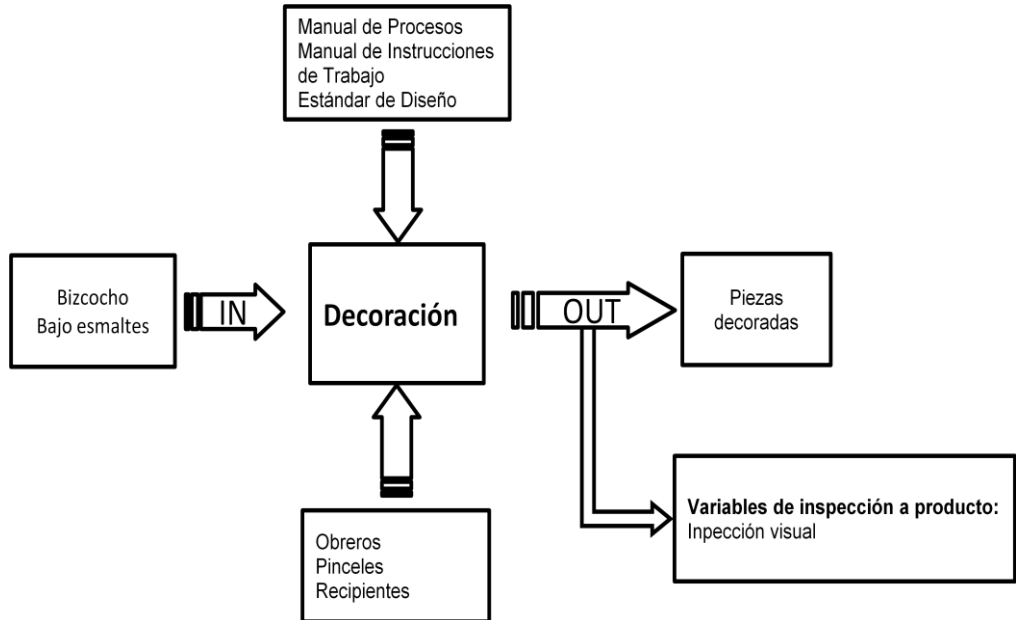 Manual de Procesos
Manual de Instrucciones
de Trabajo
Estándar de Diseño
Bizcocho
Bajo esmaltes
IN
Decoración
OUT
Piezas
decoradas
Variables de inspección a producto:
Inpección visual
Obreros
Pinceles
Recipientes